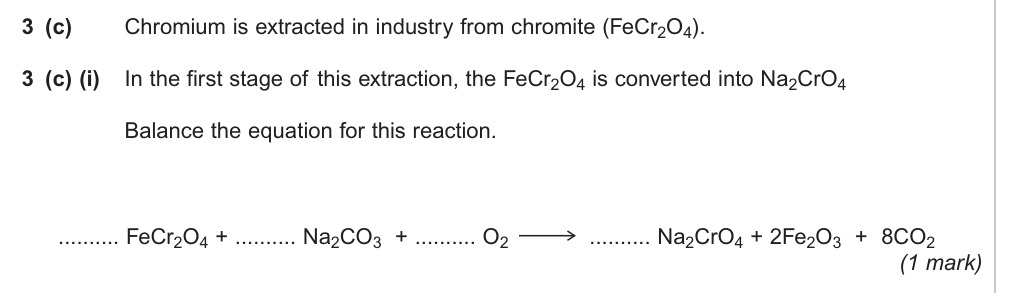 3 (c) Chromium is extracted in industry from chromite (FeCr₂O₄).
3 (c) (i) In the first stage of this extraction, the FeCr₂O₄ is converted into Na₂CrO₄
Balance the equation for this reaction.
.......... FeCr₂O₄ + .......... Na₂CO₃ + .......... O₂ ⟶ .......... Na₂CrO₄ + 2Fe₂O₃ + 8CO₂
(1 mark)